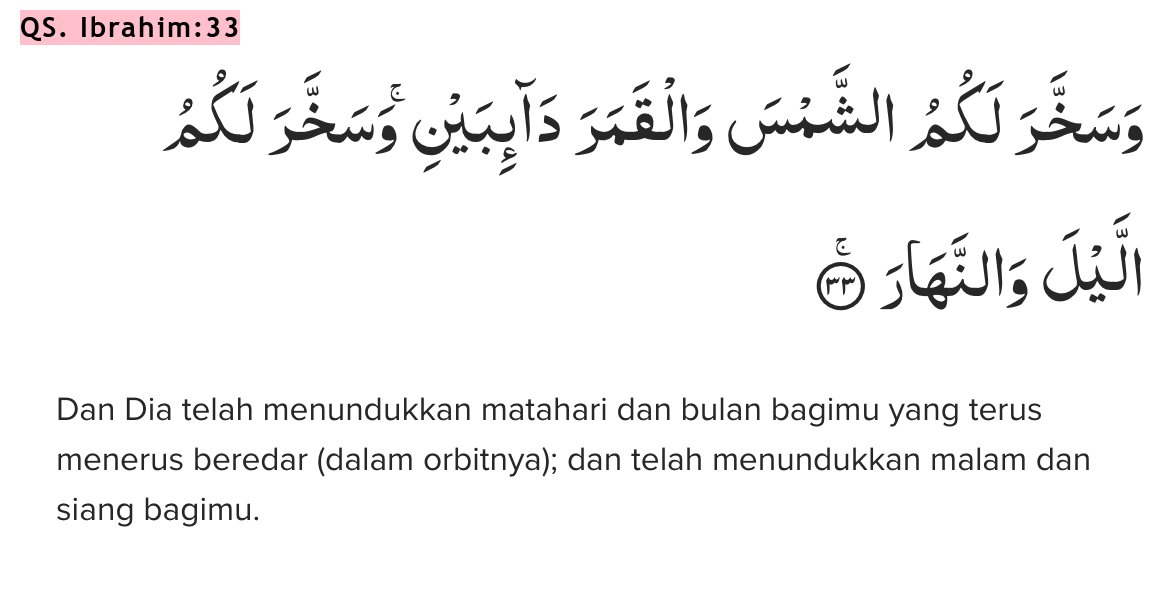 QS. Ibrahim:33
وَسَخَّرَ لَكُمُ الشَّمْسَ وَالْقَمَرَ دَاۤىِٕبَيْنِۚ وَسَخَّرَ لَكُمُ
الَّيْلَ وَالنَّهَارَ ۚ ٣٣
Dan Dia telah menundukkan matahari dan bulan bagimu yang terus
menerus beredar (dalam orbitnya); dan telah menundukkan malam dan
siang bagimu.